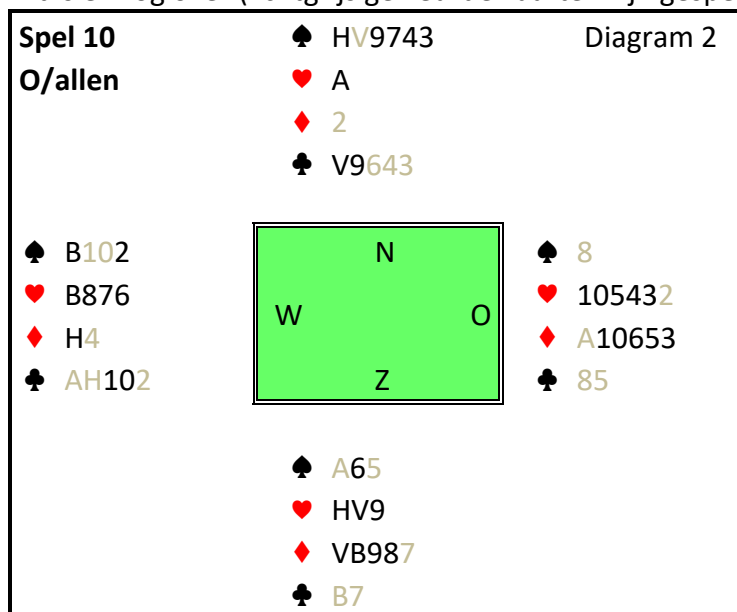 Spel 10 ♠ HV9743 Diagram 2
O/allen ♥ A
♦ 2
♣ V9643
♠ B102 N ♠ 8
♥ B876 ♥ 105432
W O
♦ H4 ♦ A10653
♣ AH102 Z ♣ 85
♠ A65
♥ HV9
♦ VB987
♣ B7